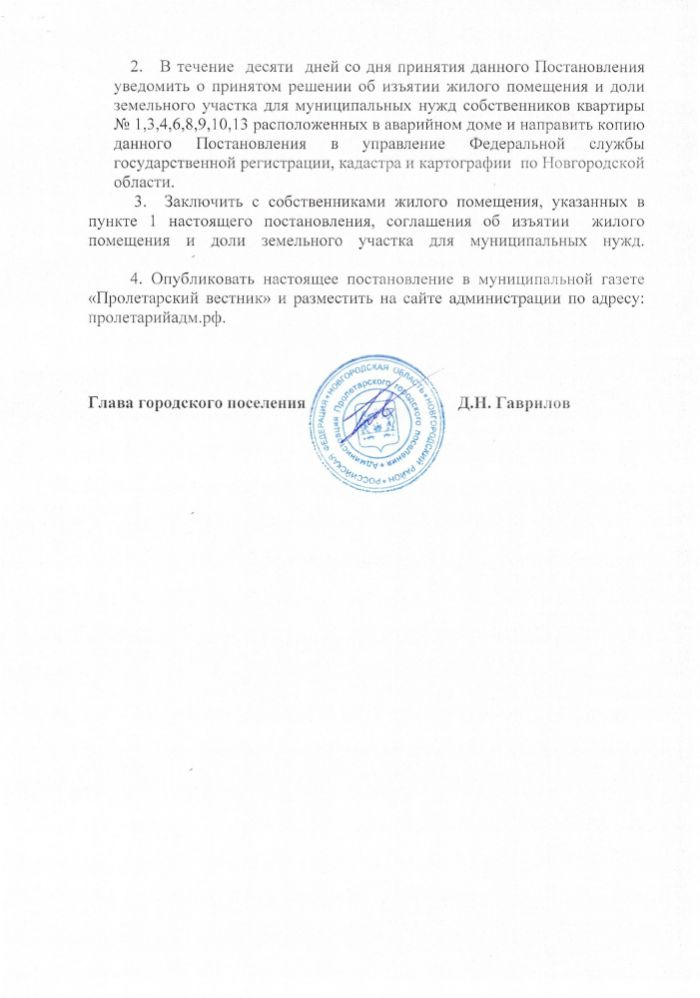 2. В течение десяти дней со дня принятия данного Постановления
уведомить о принятом решении об изъятии жилого помещения и доли
земельного участка для муниципальных нужд собственников квартиры
№ 1,3,4,6,8,9,10,13 расположенных в аварийном доме и направить копию
данного Постановления в управление Федеральной службы
государственной регистрации, кадастра и картографии по Новгородской
области.
3. Заключить с собственниками жилого помещения, указанных в
пункте 1 настоящего постановления, соглашения об изъятии жилого
помещения и доли земельного участка для муниципальных нужд.
4. Опубликовать настоящее постановление в муниципальной газете
«Пролетарский вестник» и разместить на сайте администрации по адресу:
пролетарийадм.рф.
Глава городского поселения Д.Н. Гаврилов
РОССИЙСКАЯ ФЕДЕРАЦИЯ * НОВГОРОДСКАЯ ОБЛАСТЬ * НОВГОРОДСКИЙ РАЙОН *
Администрация Пролетарского городского поселения *